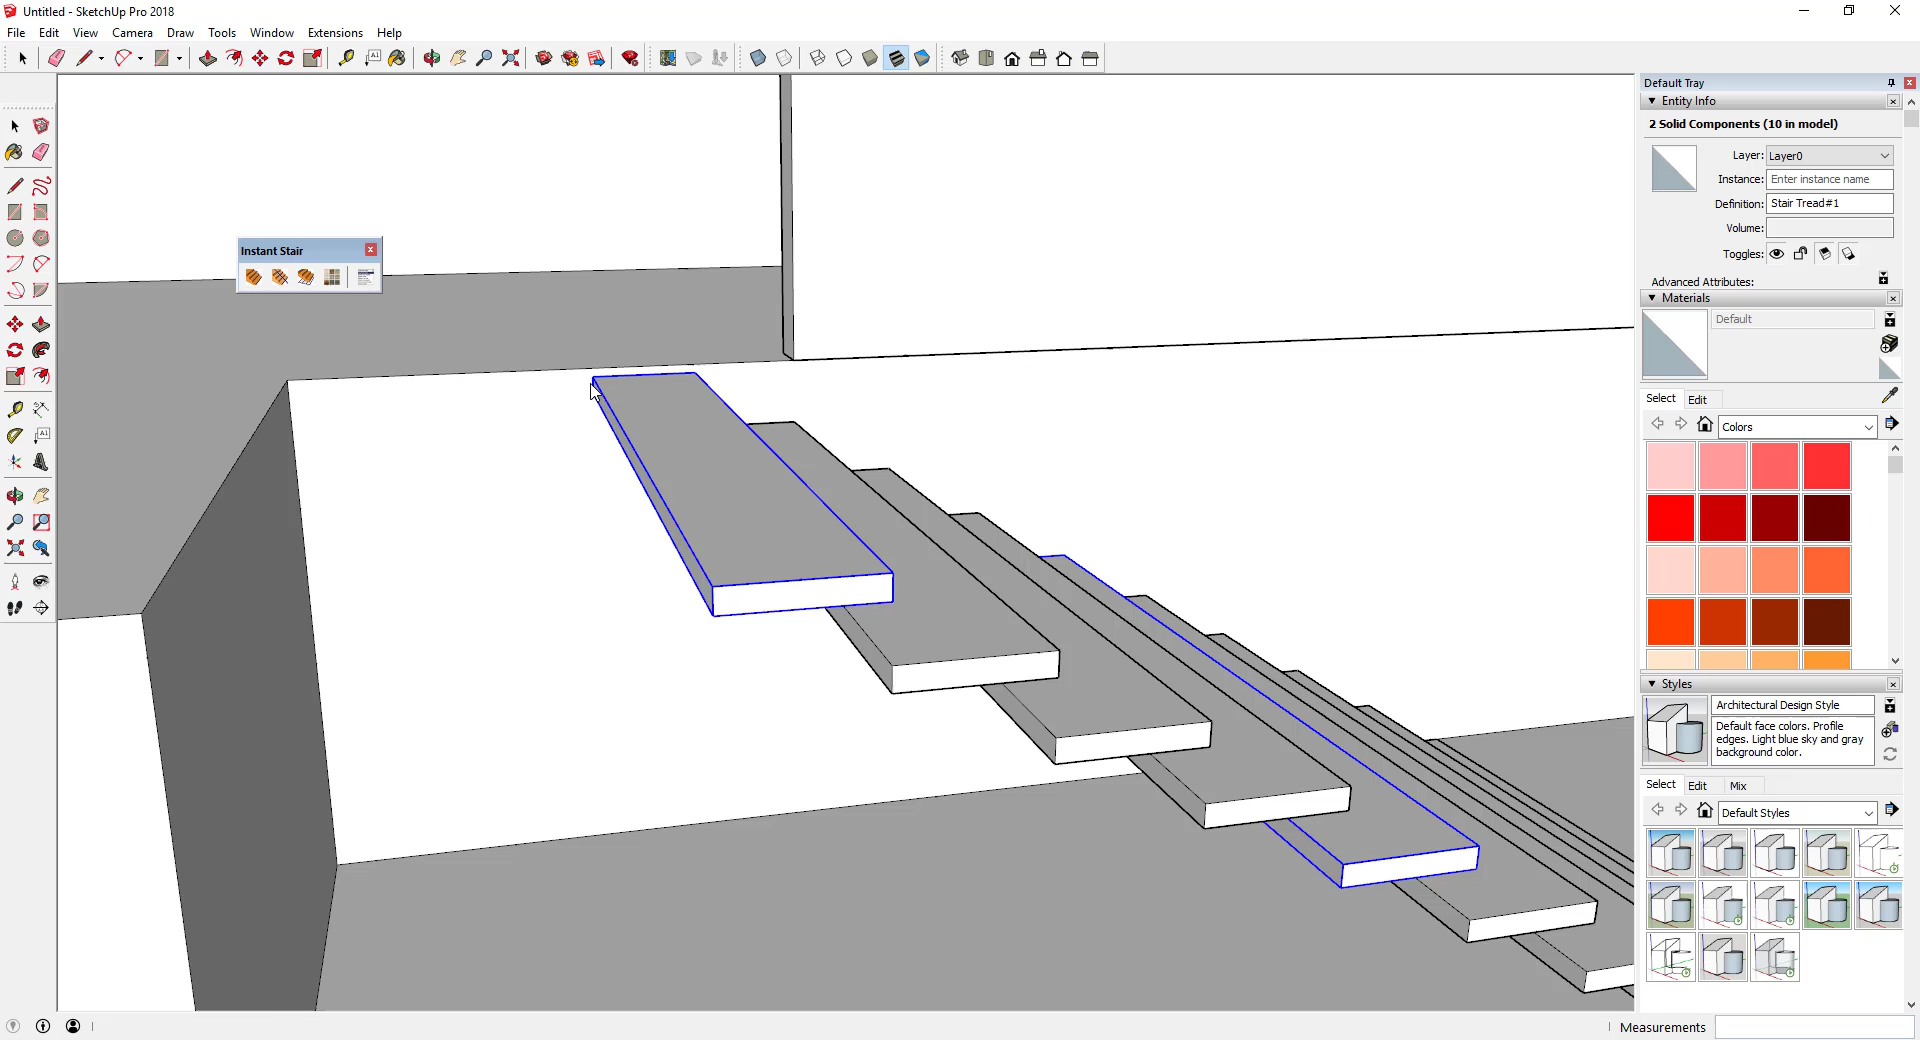 Untitled - SketchUp Pro 2018
File Edit View Camera Draw Tools Window Extensions Help
Default Tray
Entity Info
2 Solid Components (10 in model)
Layer: Layer0
Instance: Enter instance name
Definition: Stair Tread#1
Volume:
Toggles:
Advanced Attributes:
Instant Stair
Materials
Default
Select Edit
Colors
Styles
Architectural Design Style
Default face colors. Profile
edges. Light blue sky and gray
background color.
Select Edit Mix
Default Styles
Measurements